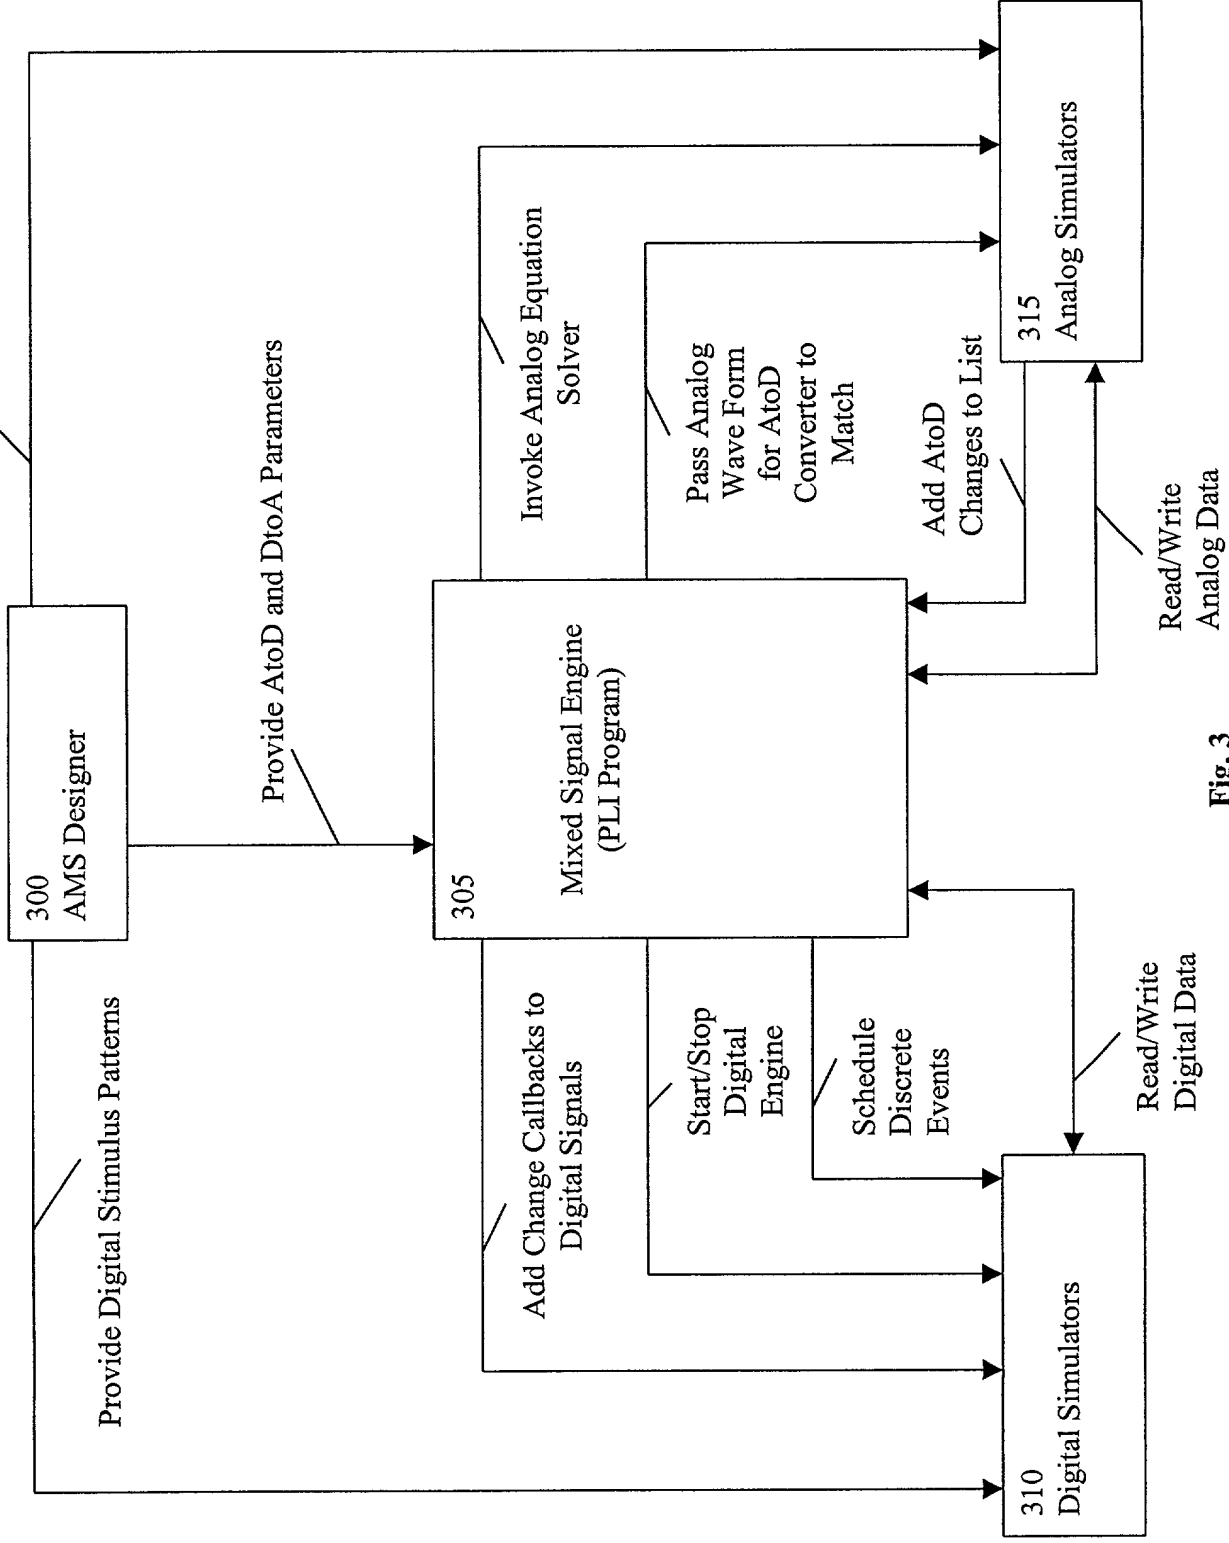 300
AMS Designer
Provide Digital Stimulus Patterns
Provide AtoD and DtoA Parameters
305
Mixed Signal Engine
(PLI Program)
Add Change Callbacks to
Digital Signals
Start/Stop
Digital
Engine
Schedule
Discrete
Events
Invoke Analog Equation
Solver
Pass Analog
Wave Form
for AtoD
Converter to
Match
Add AtoD
Changes to List
310
Digital Simulators
315
Analog Simulators
Read/Write
Digital Data
Read/Write
Analog Data
Fig. 3